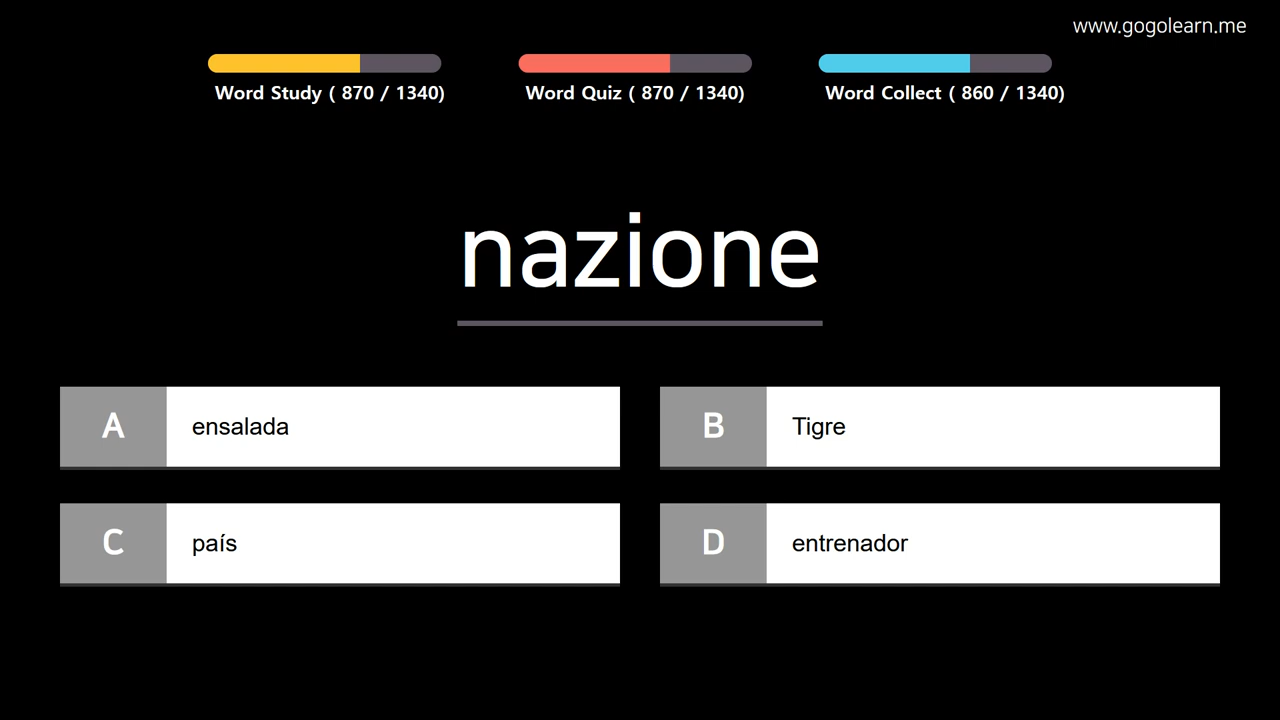 www.gogolearn.me
Word Study ( 870 / 1340)
Word Quiz ( 870 / 1340)
Word Collect ( 860 / 1340)
nazione
A
ensalada
B
Tigre
C
país
D
entrenador